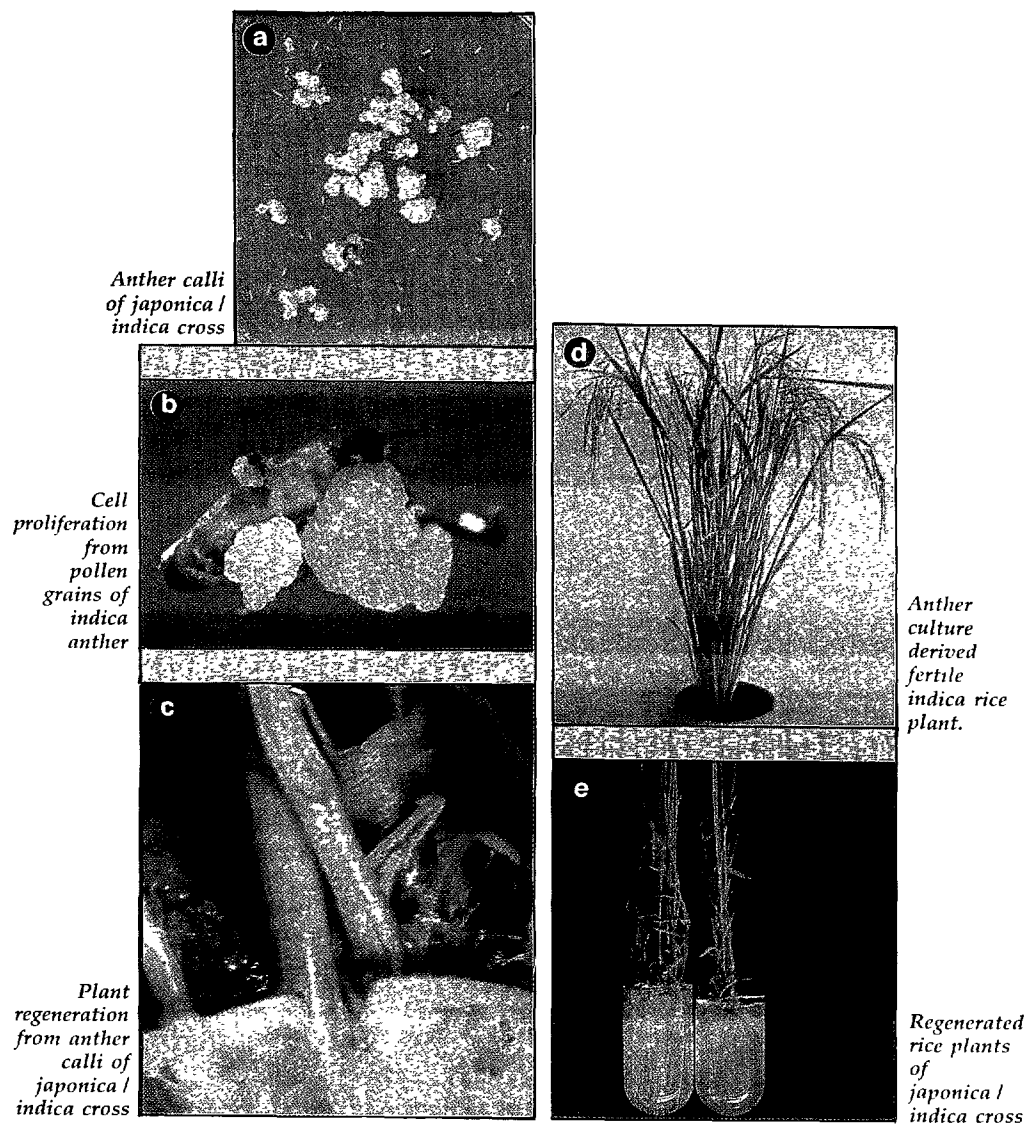 a
Anther calli
of japonica /
indica cross
b
Cell
proliferation
from
pollen
grains of
indica
anther
c
Plant
regeneration
from anther
calli of
japonica /
indica cross
d
Anther
culture
derived
fertile
indica rice
plant.
e
Regenerated
rice plants
of
japonica /
indica cross